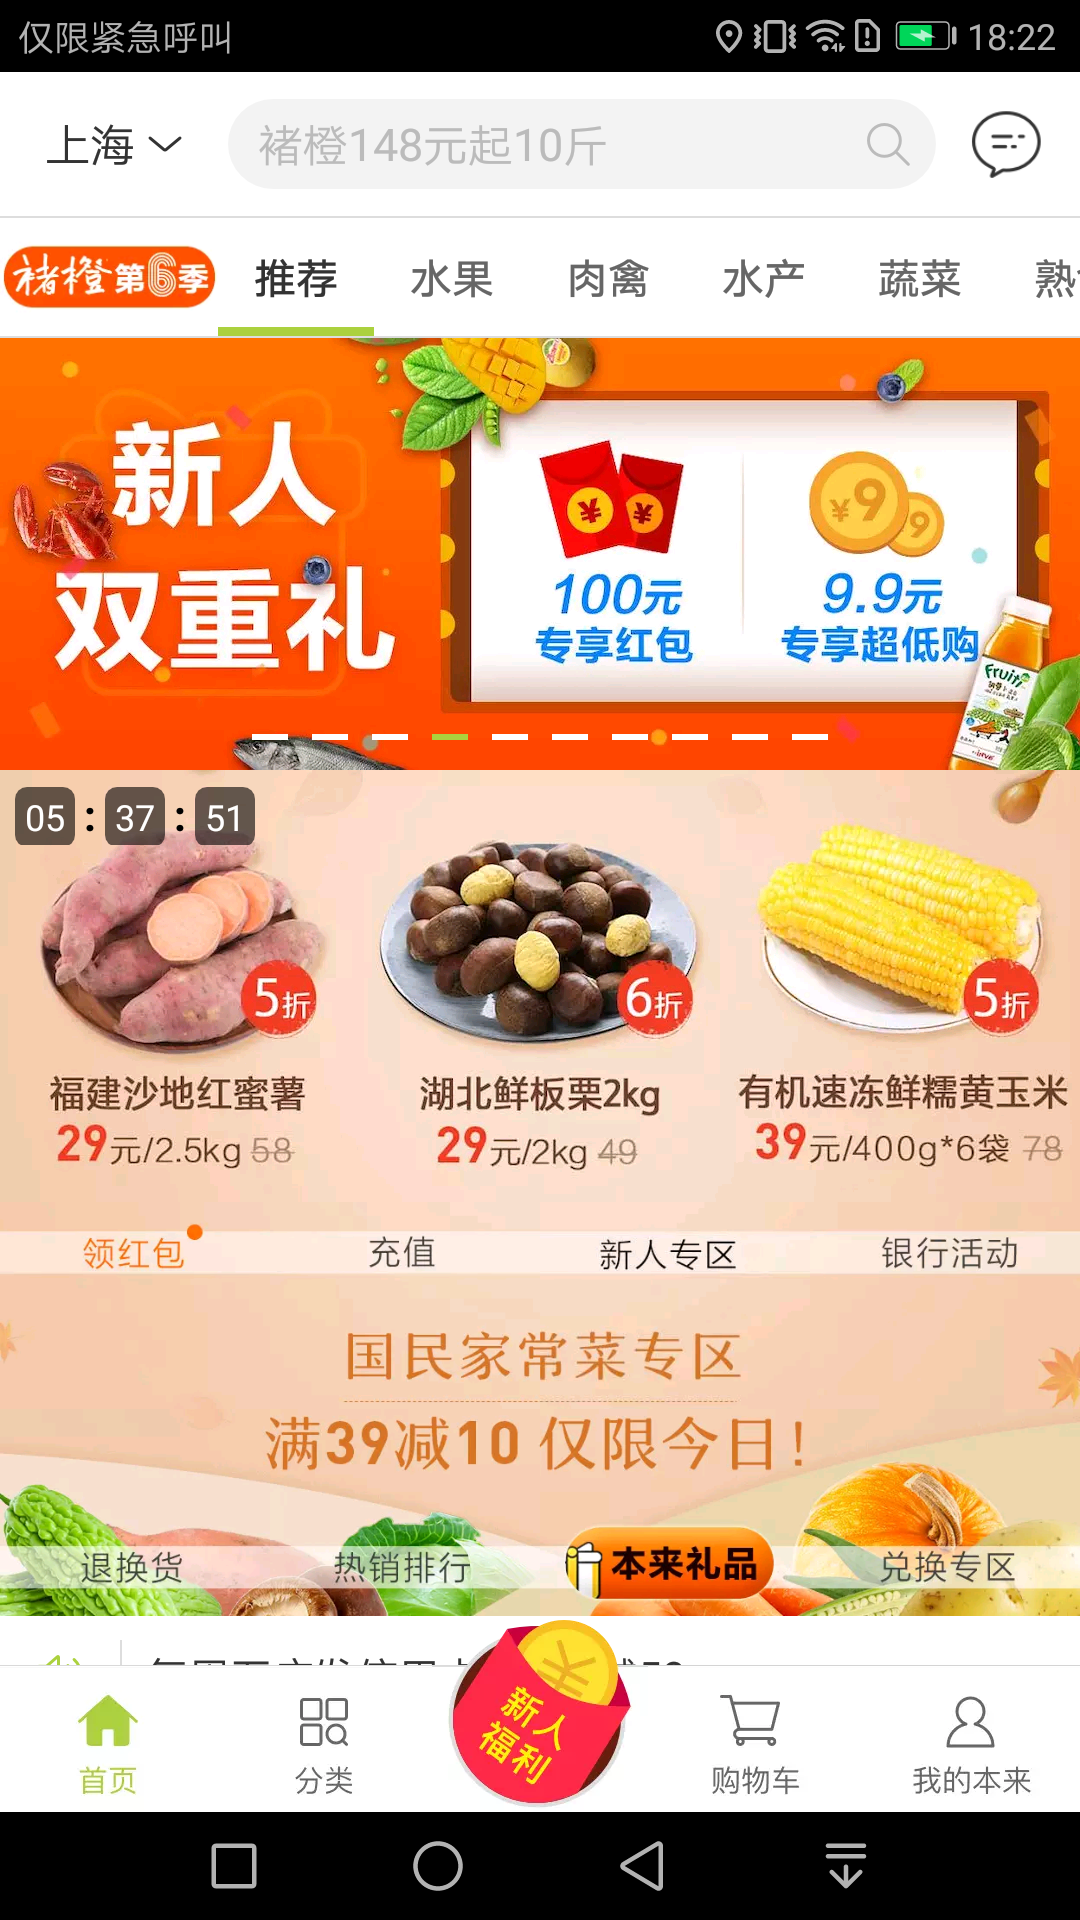 仅限紧急呼叫
18:22
上海
褚橙148元起10斤
褚橙第6季
推荐
水果
肉禽
水产
蔬菜
新人
双重礼
¥
¥
¥9
9
100元
专享红包
9.9元
专享超低购
Fruiti
05 : 37 : 51
5折
6折
5折
福建沙地红蜜薯
湖北鲜板栗2kg
有机速冻鲜糯黄玉米
29元/2.5kg 58
29元/2kg 49
39元/400g*6袋 78
领红包
充值
新人专区
银行活动
国民家常菜专区
满39减10 仅限今日！
退换货
热销排行
本来礼品
兑换专区
新人
福利
首页
分类
购物车
我的本来